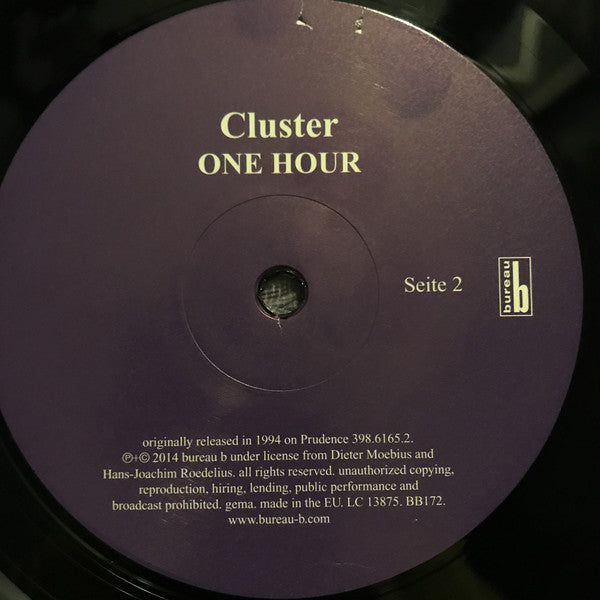 Cluster
ONE HOUR
Seite 2
bureau b
originally released in 1994 on Prudence 398.6165.2.
℗+© 2014 bureau b under license from Dieter Moebius and
Hans-Joachim Roedelius. all rights reserved. unauthorized copying,
reproduction, hiring, lending, public performance and
broadcast prohibited. gema. made in the EU. LC 13875. BB172.
www.bureau-b.com